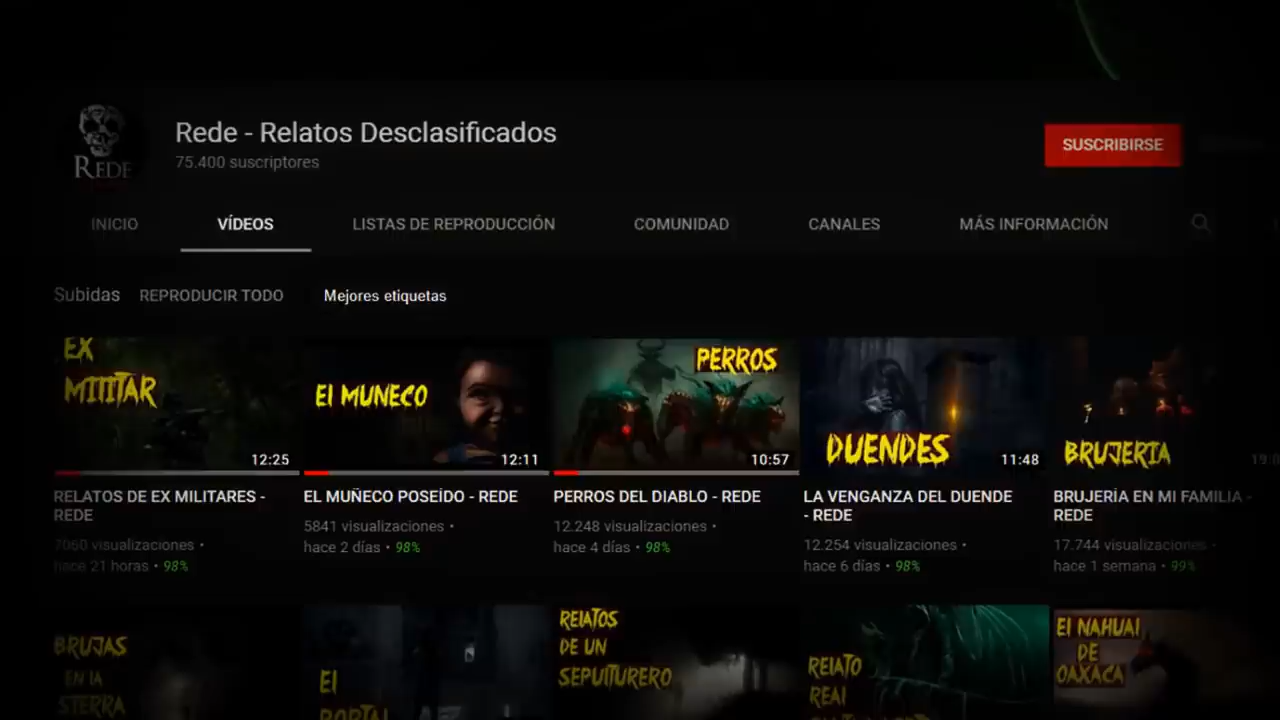 Rede - Relatos Desclasificados
75.400 suscriptores
REDE
SUSCRIBIRSE
INICIO
VÍDEOS
LISTAS DE REPRODUCCIÓN
COMUNIDAD
CANALES
MÁS INFORMACIÓN
Subidas
REPRODUCIR TODO
Mejores etiquetas
EX
MILITAR
12:25
El MUNECO
12:11
PERROS
10:57
DUENDES
11:48
BRUJERIA
RELATOS DE EX MILITARES -
REDE
7060 visualizaciones •
hace 21 horas • 98%
EL MUÑECO POSEÍDO - REDE
5841 visualizaciones •
hace 2 días • 98%
PERROS DEL DIABLO - REDE
12.248 visualizaciones •
hace 4 días • 98%
LA VENGANZA DEL DUENDE
- REDE
12.254 visualizaciones •
hace 6 días • 98%
BRUJERÍA EN MI FAMILIA -
REDE
17.744 visualizaciones •
hace 1 semana • 99%
BRUJAS
EN lA
SIERRA
El
RElATOS
DE UN
SEPUlTURERO
RElATO
REAl
El NAHUAl
DE
OAXACA